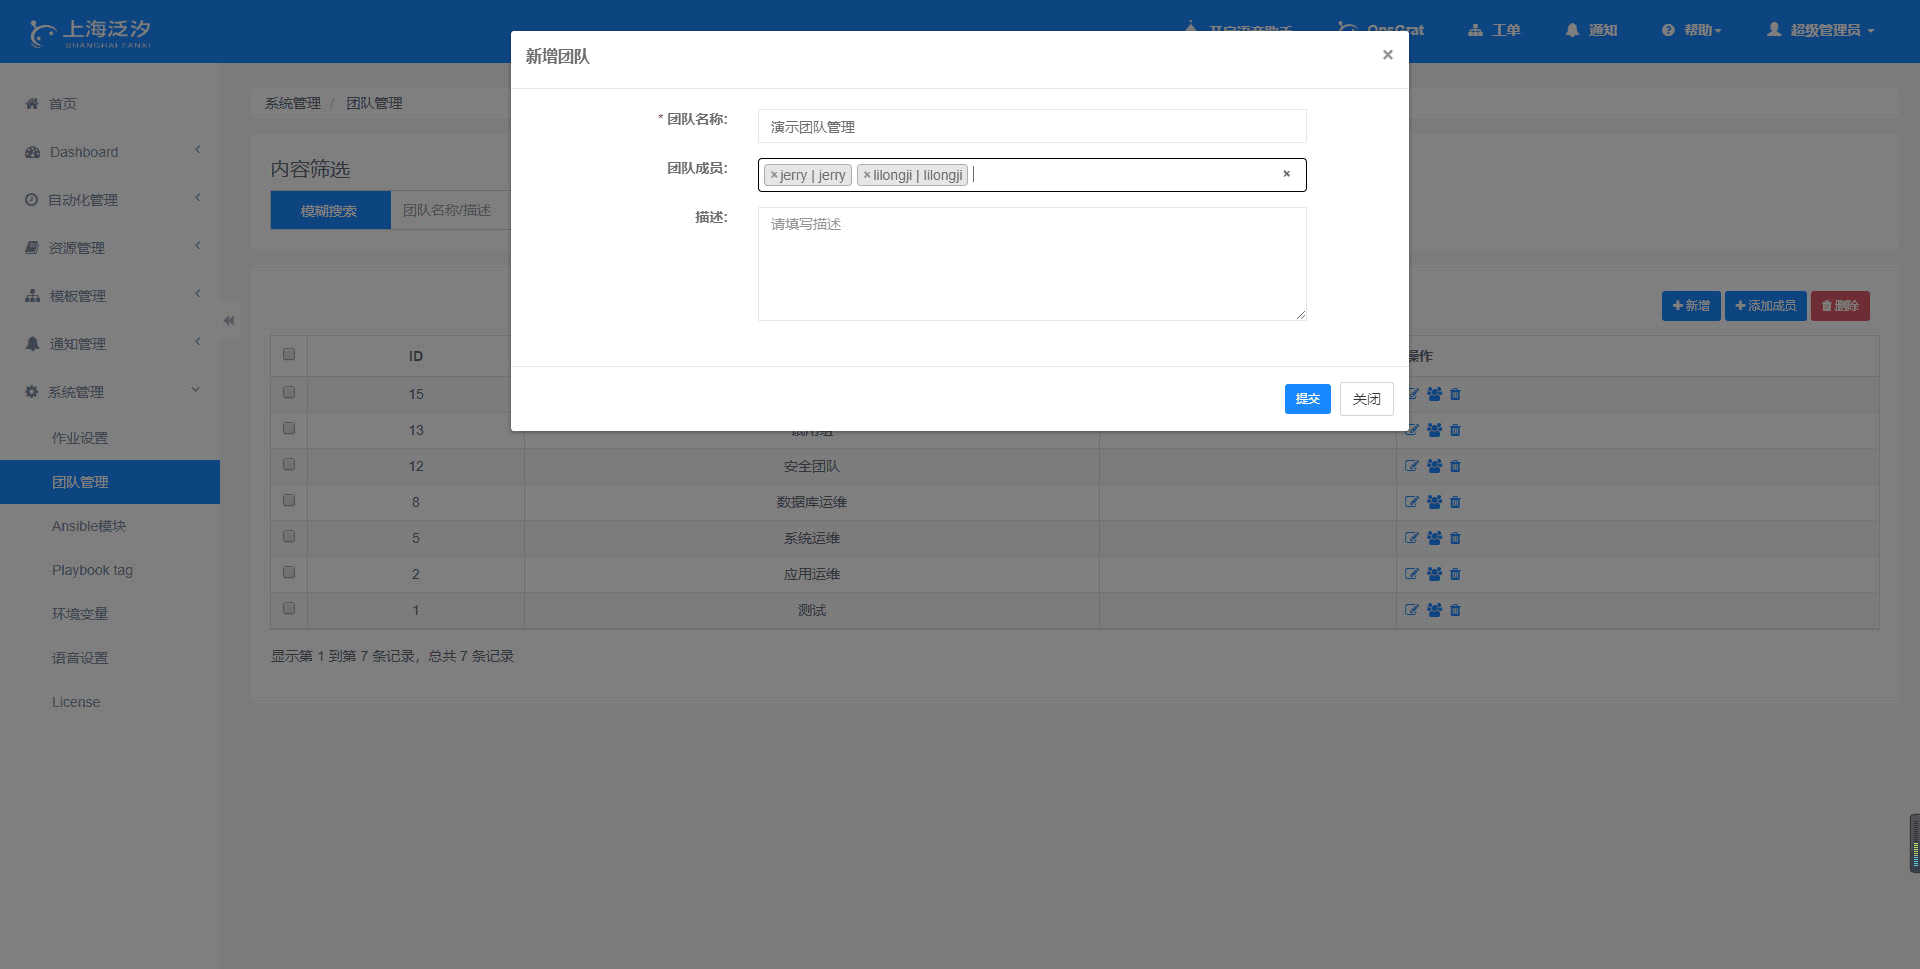 上海泛汐
SHANGHAI FANXI
工单
通知
帮助
超级管理员
新增团队
×
首页
Dashboard
自动化管理
资源管理
模板管理
通知管理
系统管理
作业设置
团队管理
Ansible模块
Playbook tag
环境变量
语音设置
License
系统管理 / 团队管理
内容筛选
模糊搜索 团队名称/描述
* 团队名称: 演示团队管理
团队成员: ×jerry | jerry ×lilongji | lilongji ×
描述: 请填写描述
提交 关闭
新增 添加成员 删除
ID 操作
15
13
12 安全团队
8 数据库运维
5 系统运维
2 应用运维
1 测试
显示第 1 到第 7 条记录，总共 7 条记录